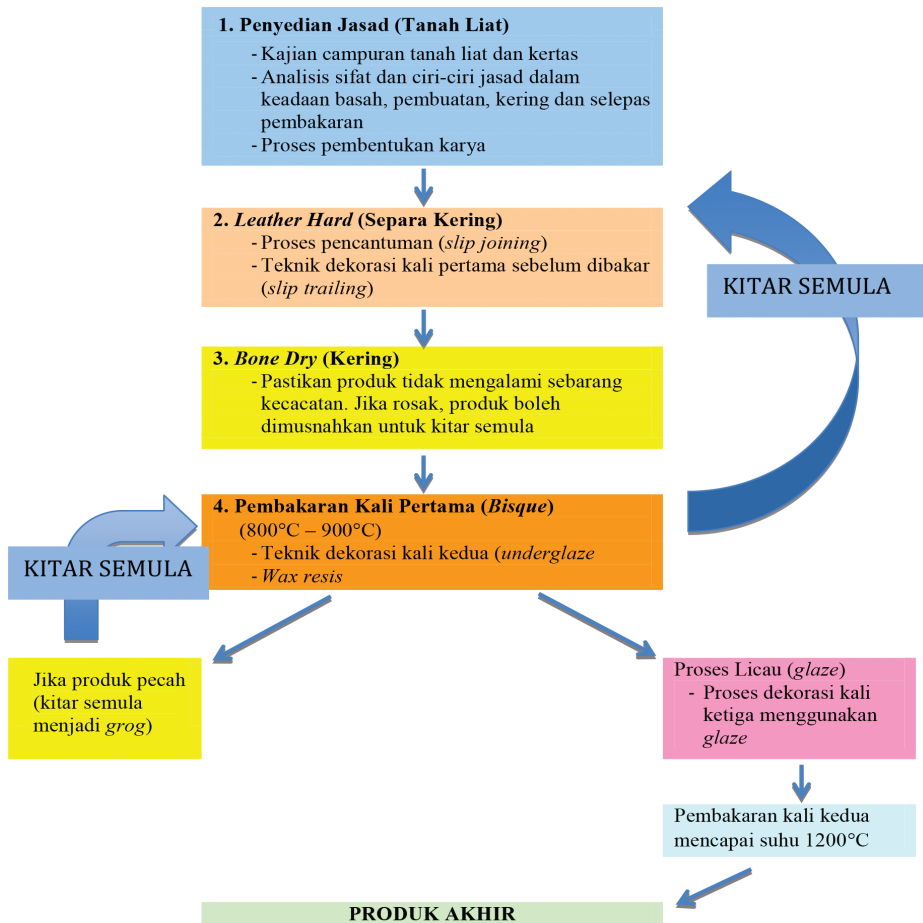 1. Penyedian Jasad (Tanah Liat)
- Kajian campuran tanah liat dan kertas
- Analisis sifat dan ciri-ciri jasad dalam
keadaan basah, pembuatan, kering dan selepas
pembakaran
- Proses pembentukan karya
2. Leather Hard (Separa Kering)
- Proses pencantuman (slip joining)
- Teknik dekorasi kali pertama sebelum dibakar
(slip trailing)
KITAR SEMULA
3. Bone Dry (Kering)
- Pastikan produk tidak mengalami sebarang
kecacatan. Jika rosak, produk boleh
dimusnahkan untuk kitar semula
4. Pembakaran Kali Pertama (Bisque)
(800°C – 900°C)
- Teknik dekorasi kali kedua (underglaze
- Wax resis
KITAR SEMULA
Jika produk pecah
(kitar semula
menjadi grog)
Proses Licau (glaze)
- Proses dekorasi kali
ketiga menggunakan
glaze
Pembakaran kali kedua
mencapai suhu 1200°C
PRODUK AKHIR